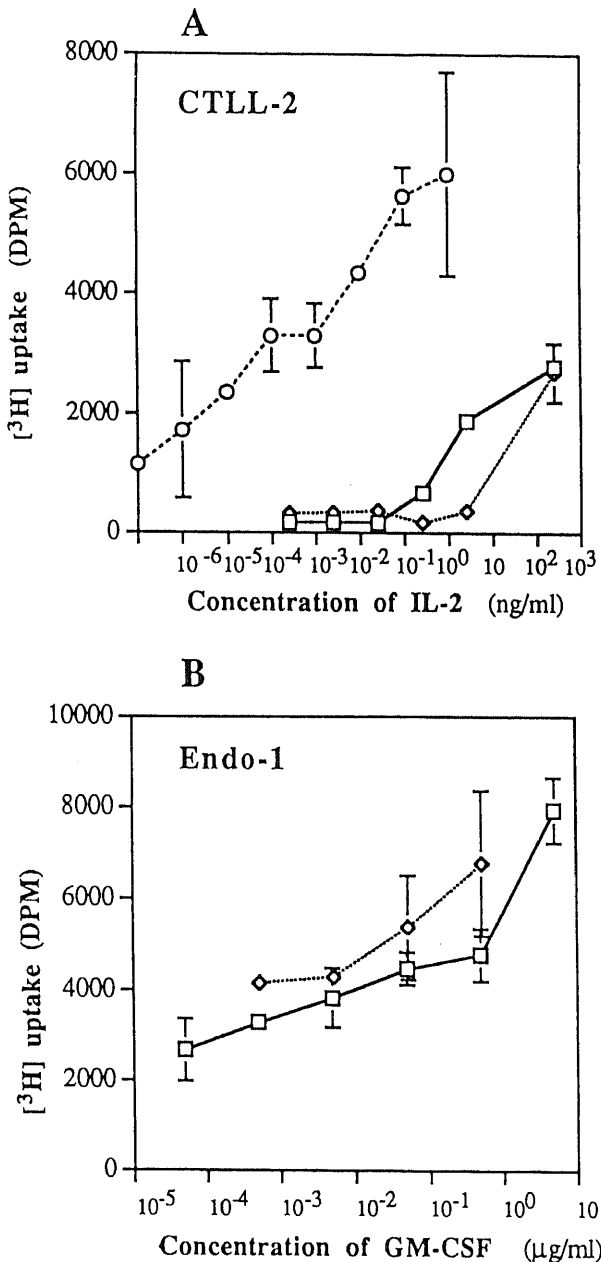 A
CTLL-2
8000
6000
4000
2000
0
[³H] uptake (DPM)
10⁻⁶ 10⁻⁵ 10⁻⁴ 10⁻³ 10⁻² 10⁻¹ 10⁰ 10 10² 10³
Concentration of IL-2 (ng/ml)
B
Endo-1
10000
8000
6000
4000
2000
0
[³H] uptake (DPM)
10⁻⁵ 10⁻⁴ 10⁻³ 10⁻² 10⁻¹ 10⁰ 10
Concentration of GM-CSF (µg/ml)